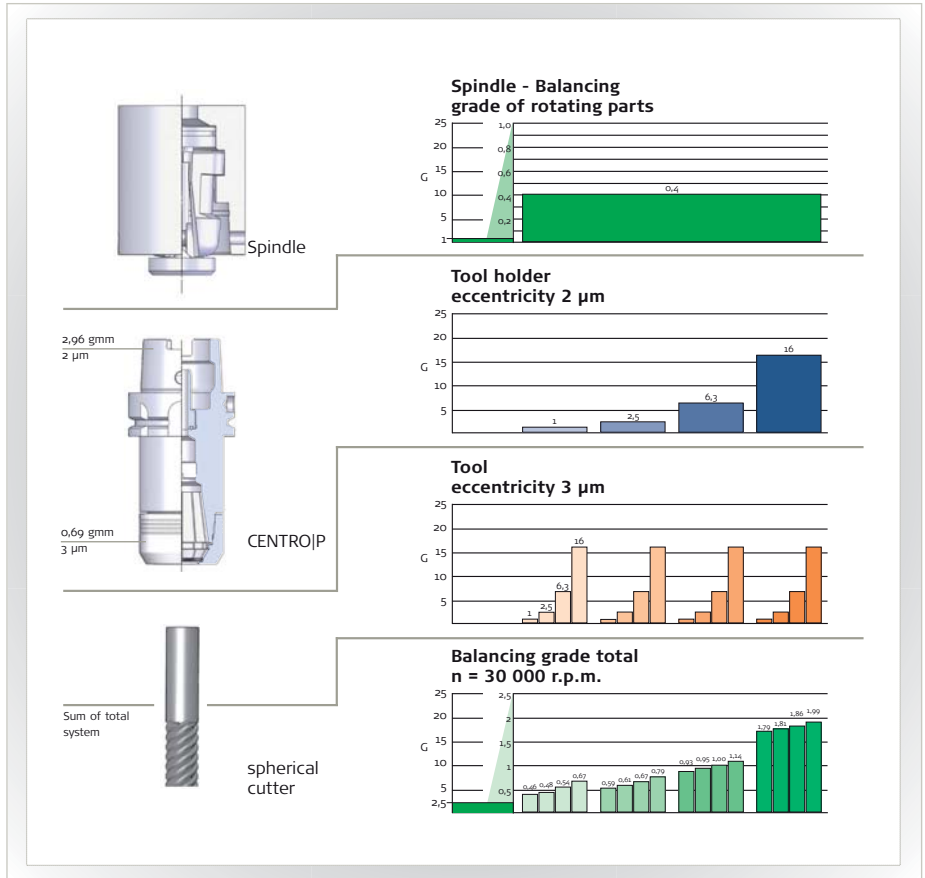 Spindle - Balancing
grade of rotating parts
25
20
15
G
10
5
1
1,0
0,8
0,6
0,4
0,2
0,4
Spindle
Tool holder
eccentricity 2 µm
25
20
15
G
10
5
1
2,5
6,3
16
2,96 gmm
2 µm
0,69 gmm
3 µm
CENTRO|P
Tool
eccentricity 3 µm
25
20
15
G
10
5
1
2,5
6,3
16
Balancing grade total
n = 30 000 r.p.m.
25
20
15
G
10
5
2,5
2,5
2
1,5
1
0,5
0,46 0,48 0,54 0,67
0,59 0,61 0,67 0,79
0,93 0,95 1,00 1,14
1,79 1,81 1,86 1,99
Sum of total
system
spherical
cutter